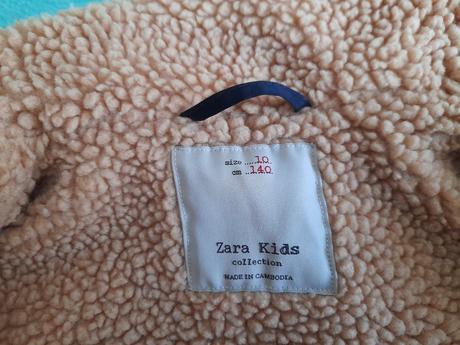 size .....10
cm ..140
Zara Kids
collection
MADE IN CAMBODIA